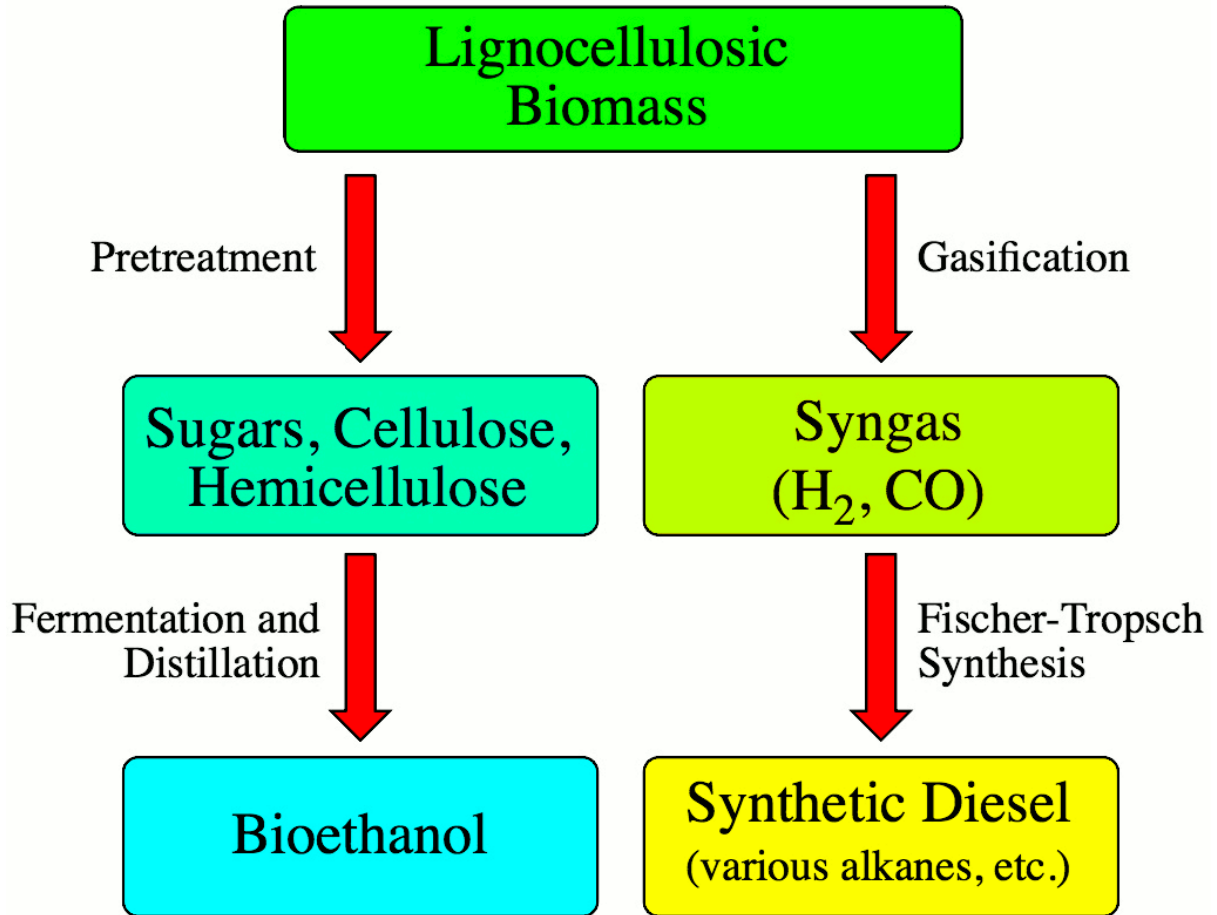 Lignocellulosic
Biomass
Pretreatment
Gasification
Sugars, Cellulose,
Hemicellulose
Syngas
(H₂, CO)
Fermentation and
Distillation
Fischer-Tropsch
Synthesis
Bioethanol
Synthetic Diesel
(various alkanes, etc.)